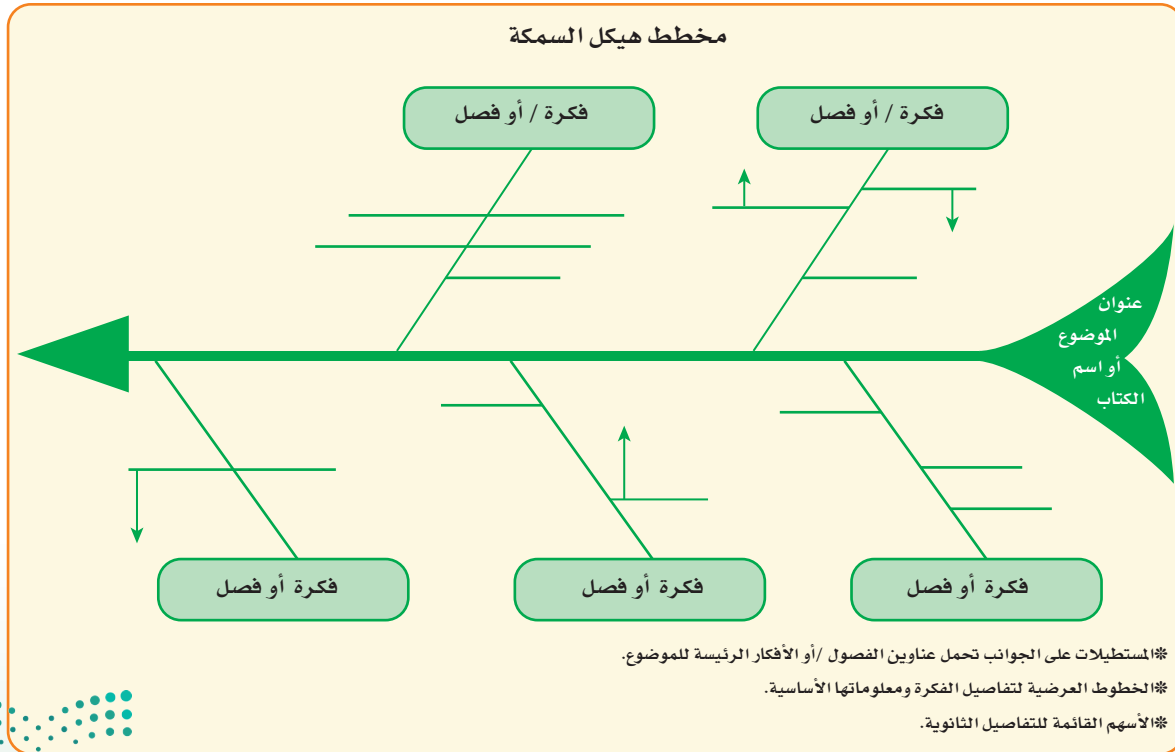 مخطط هيكل السمكة
فكرة / أو فصل
فكرة / أو فصل
عنوان
الموضوع
أو اسم
الكتاب
فكرة أو فصل
فكرة أو فصل
فكرة أو فصل
*المستطيلات على الجوانب تحمل عناوين الفصول /أو الأفكار الرئيسة للموضوع.
*الخطوط العرضية لتفاصيل الفكرة ومعلوماتها الأساسية.
*الأسهم القائمة للتفاصيل الثانوية.